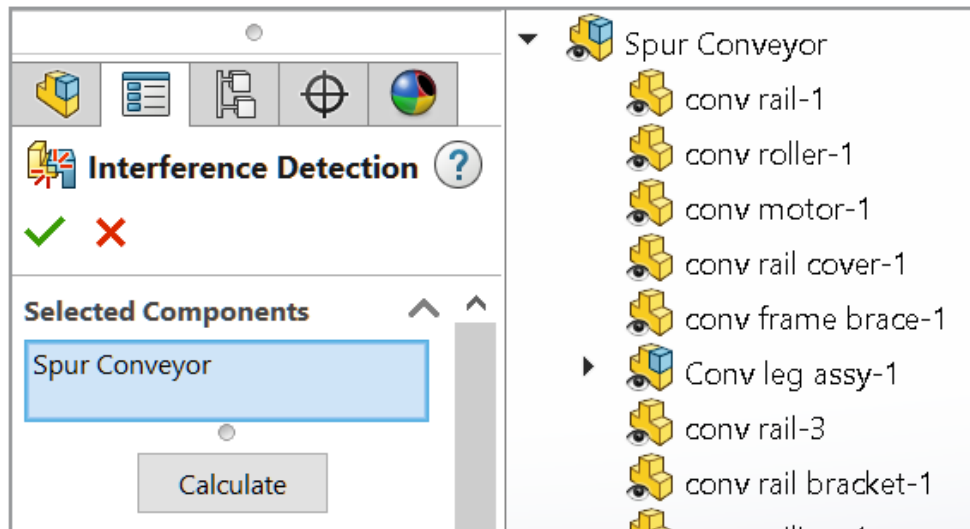 Interference Detection ?
Selected Components
Spur Conveyor
Calculate
Spur Conveyor
conv rail-1
conv roller-1
conv motor-1
conv rail cover-1
conv frame brace-1
Conv leg assy-1
conv rail-3
conv rail bracket-1